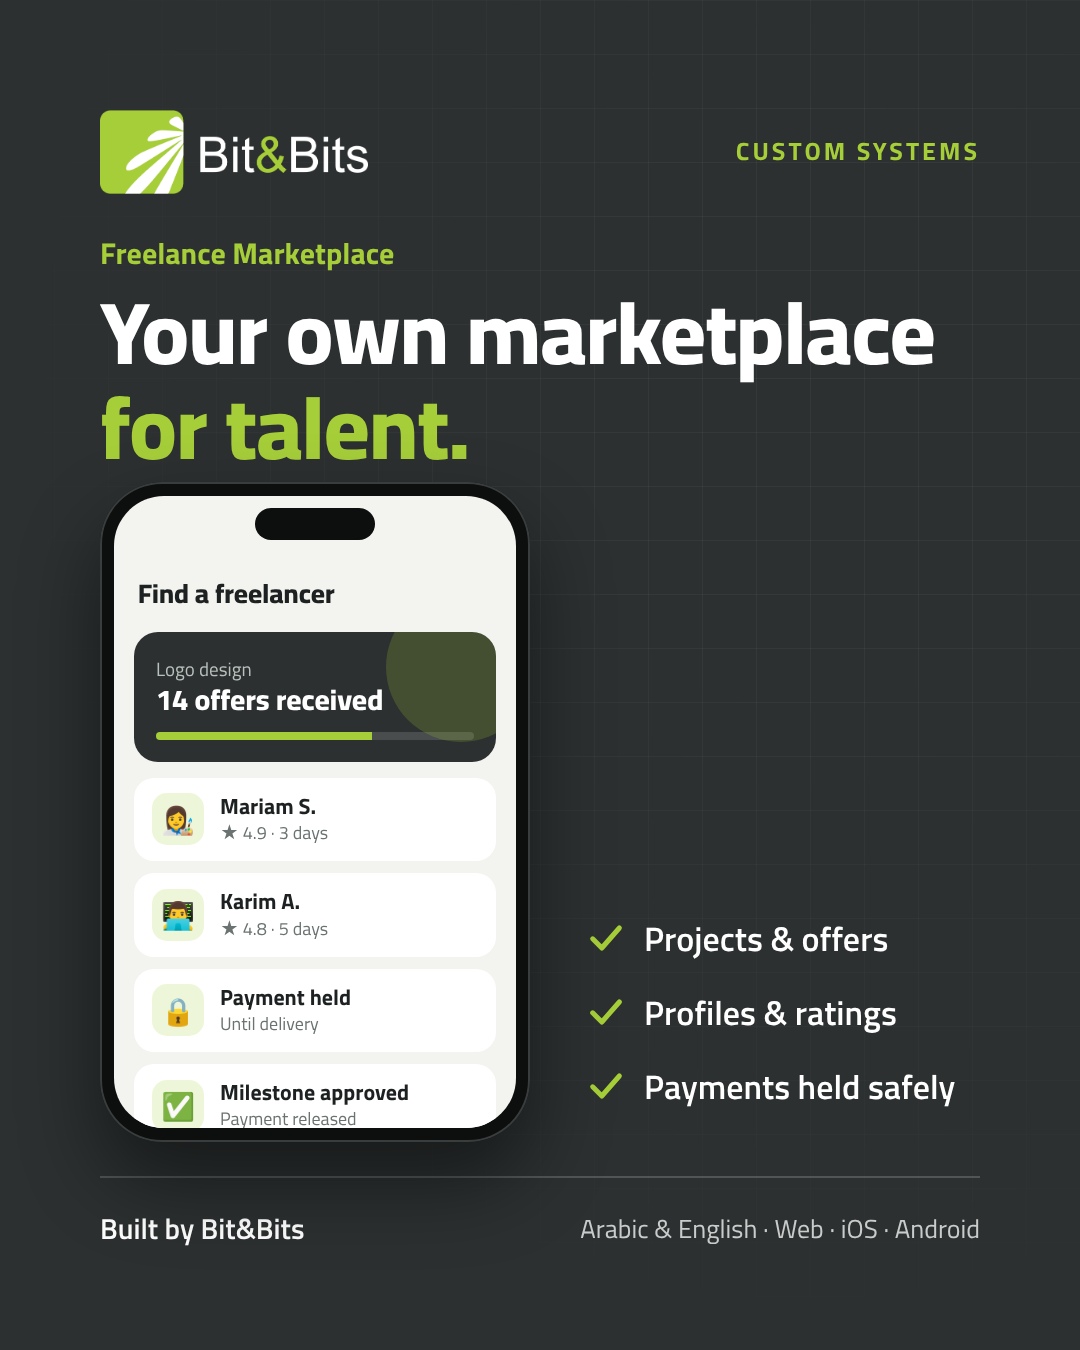 Bit&Bits
CUSTOM SYSTEMS
Freelance Marketplace
Your own marketplace
for talent.
Find a freelancer
Logo design
14 offers received
Mariam S.
★ 4.9 · 3 days
Karim A.
★ 4.8 · 5 days
Payment held
Until delivery
Milestone approved
Payment released
Projects & offers
Profiles & ratings
Payments held safely
Built by Bit&Bits
Arabic & English · Web · iOS · Android